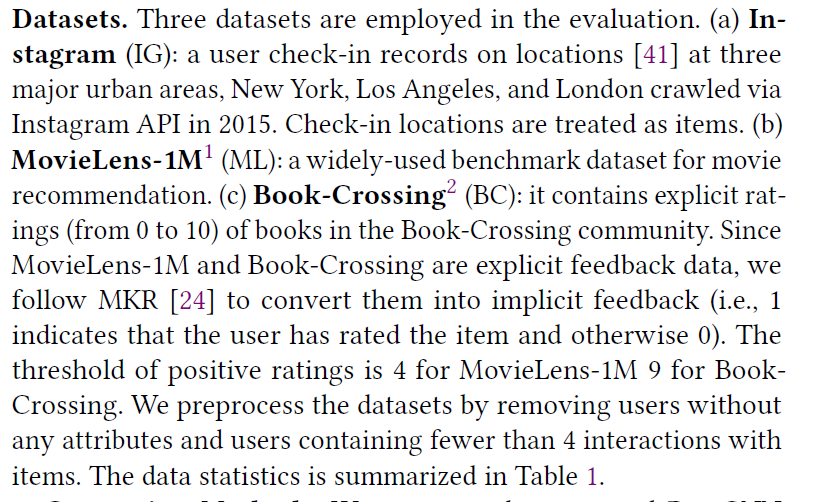 Datasets. Three datasets are employed in the evaluation. (a) In-
stagram (IG): a user check-in records on locations [41] at three
major urban areas, New York, Los Angeles, and London crawled via
Instagram API in 2015. Check-in locations are treated as items. (b)
MovieLens-1M1 (ML): a widely-used benchmark dataset for movie
recommendation. (c) Book-Crossing2 (BC): it contains explicit rat-
ings (from 0 to 10) of books in the Book-Crossing community. Since
MovieLens-1M and Book-Crossing are explicit feedback data, we
follow MKR [24] to convert them into implicit feedback (i.e., 1
indicates that the user has rated the item and otherwise 0). The
threshold of positive ratings is 4 for MovieLens-1M 9 for Book-
Crossing. We preprocess the datasets by removing users without
any attributes and users containing fewer than 4 interactions with
items. The data statistics is summarized in Table 1.